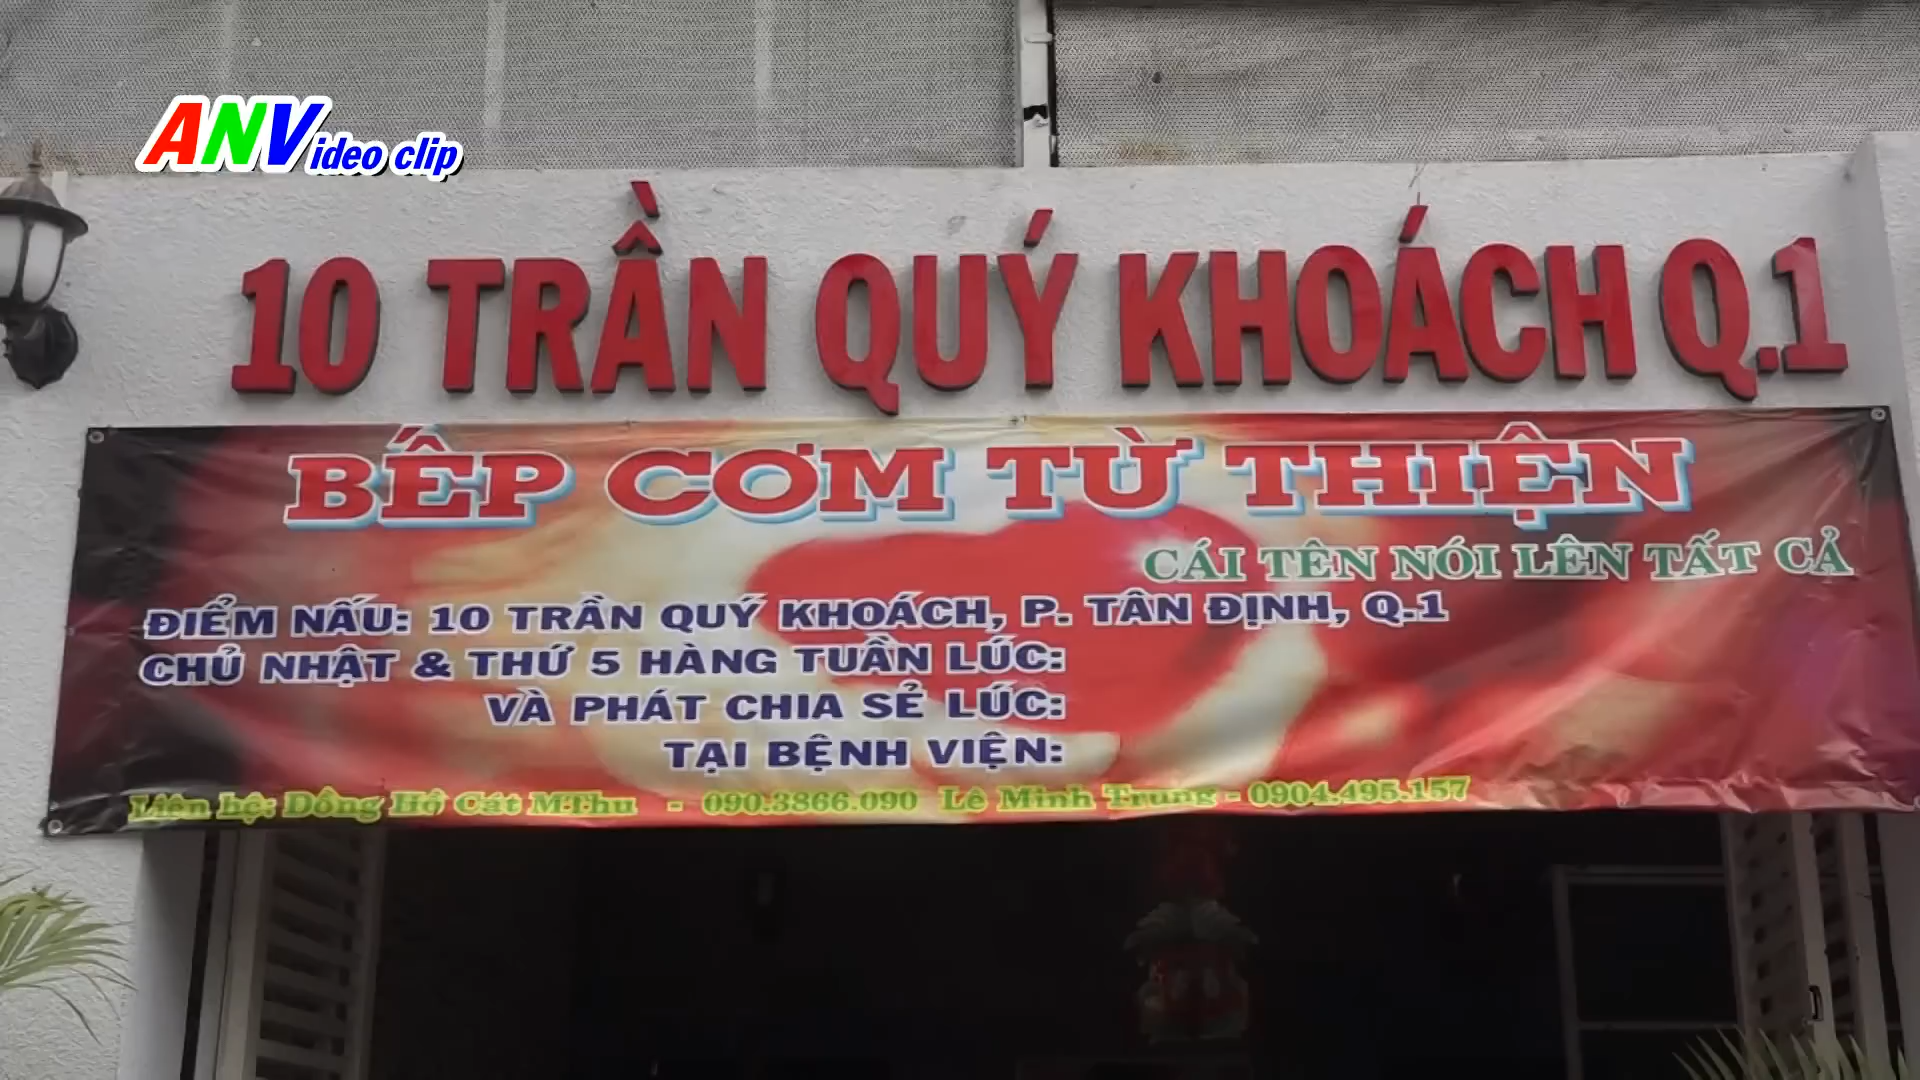 ANVideo clip
10 TRẦN QUÝ KHOÁCH Q.1
BẾP CƠM TỪ THIỆN
CÁI TÊN NÓI LÊN TẤT CẢ
ĐIỂM NẤU: 10 TRẦN QUÝ KHOÁCH, P. TÂN ĐỊNH, Q.1
CHỦ NHẬT & THỨ 5 HÀNG TUẦN LÚC:
VÀ PHÁT CHIA SẺ LÚC:
TẠI BỆNH VIỆN:
Liên hệ: Dồng Hồ Cát MThu - 090.3866.090 Lê Minh Trung - 0904.495.157